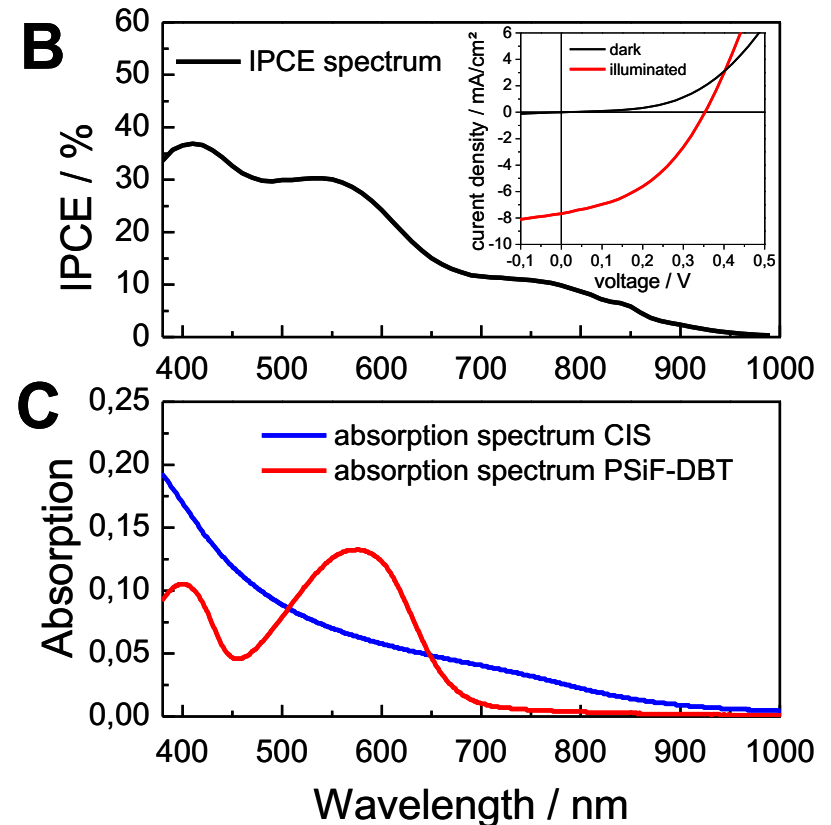 B
60
50
40
30
20
10
0
IPCE / %
IPCE spectrum
6
4
2
0
-2
-4
-6
-8
-10
curent density / mA/cm²
dark
illuminated
-0,1 0,0 0,1 0,2 0,3 0,4 0,5
voltage / V
400 500 600 700 800 900 1000
C
0,25
0,20
0,15
0,10
0,05
0,00
Absorption
absorption spectrum CIS
absorption spectrum PSiF-DBT
400 500 600 700 800 900 1000
Wavelength / nm